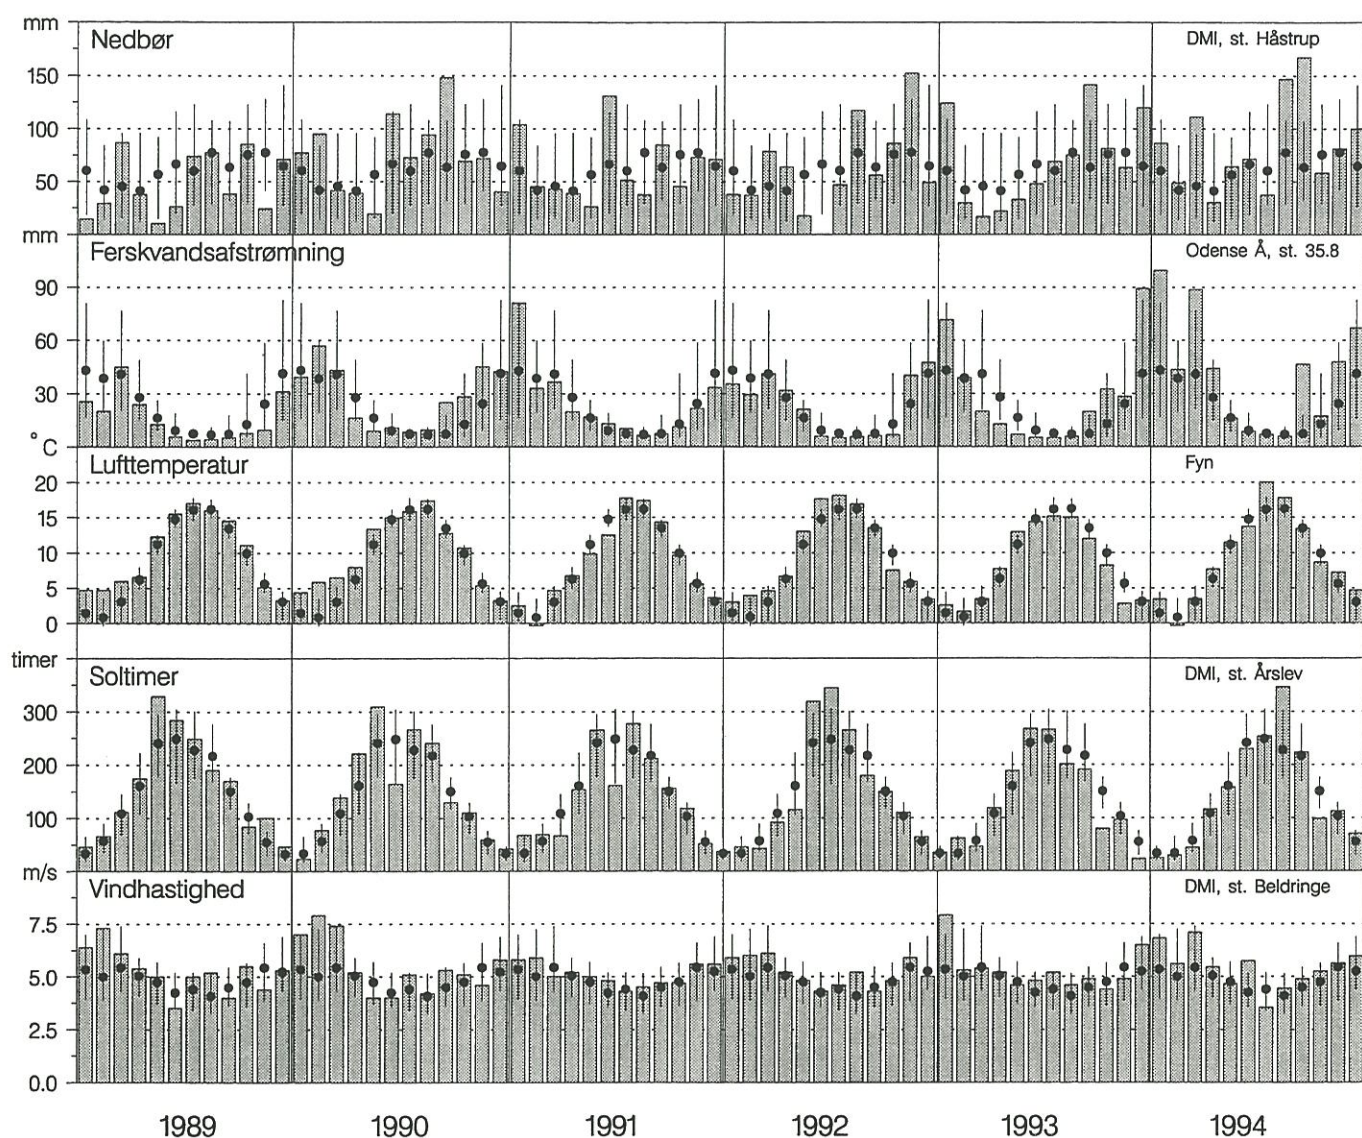 mm
Nedbør
DMI, st. Håstrup
150
100
50
mm
Ferskvandsafstrømning
Odense Å, st. 35.8
90
60
30
°C
Lufttemperatur
Fyn
20
15
10
5
0
timer
Soltimer
DMI, st. Årslev
300
200
100
m/s
Vindhastighed
DMI, st. Beldringe
7.5
5.0
2.5
0.0
1989 1990 1991 1992 1993 1994